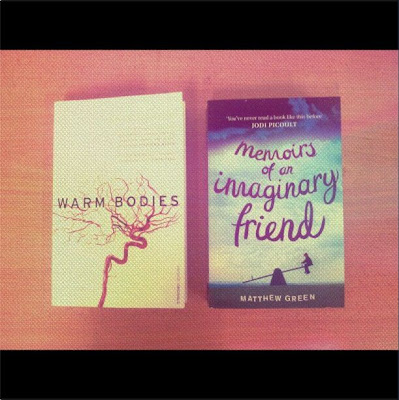 WARM BODIES
'You've never read a book like this before'
JODI PICOULT
memoirs
of an
imaginary
friend
MATTHEW GREEN